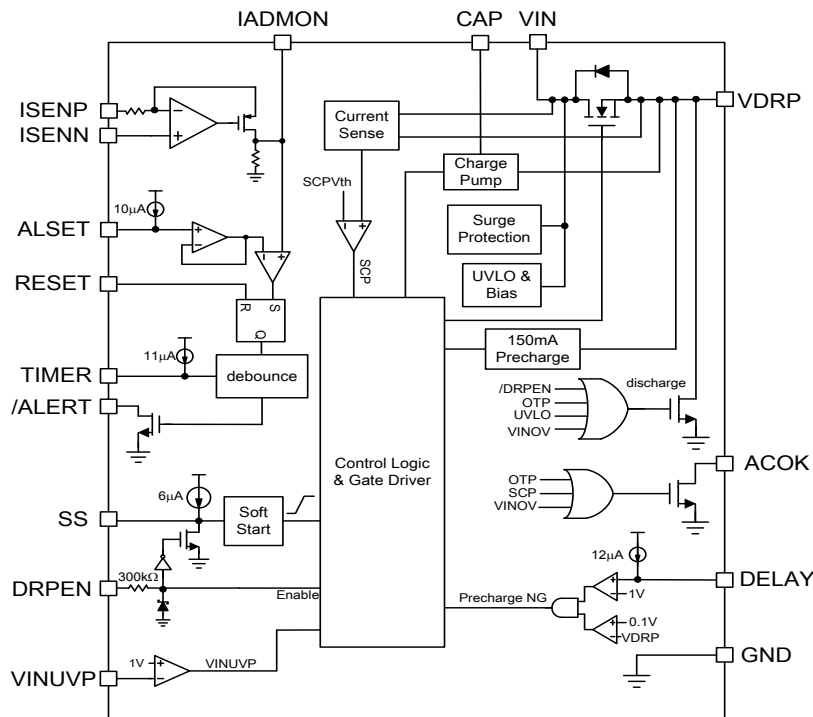 IADMON
CAP
VIN
ISENP
ISENN
VDRP
Current
Sense
SCPVth
Charge
Pump
10μA
ALSET
Surge
Protection
SCP
UVLO &
Bias
RESET
R
S
Q
11μA
TIMER
debounce
150mA
Precharge
/ALERT
/DRPEN
OTP
UVLO
VINOV
discharge
Control Logic
& Gate Driver
ACOK
OTP
SCP
VINOV
6μA
SS
Soft
Start
12μA
DRPEN
300kΩ
Enable
DELAY
1V
Precharge NG
0.1V
VDRP
GND
VINUVP
1V
VINUVP